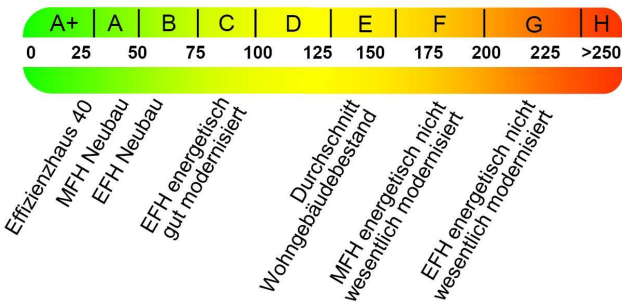 A+ A B C D E F G H
0 25 50 75 100 125 150 175 200 225 >250
Effizienzhaus 40
MFH Neubau
EFH Neubau
EFH energetisch
gut modernisiert
Durchschnitt
Wohngebäudebestand
MFH energetisch nicht
wesentlich modernisiert
EFH energetisch nicht
wesentlich modernisiert